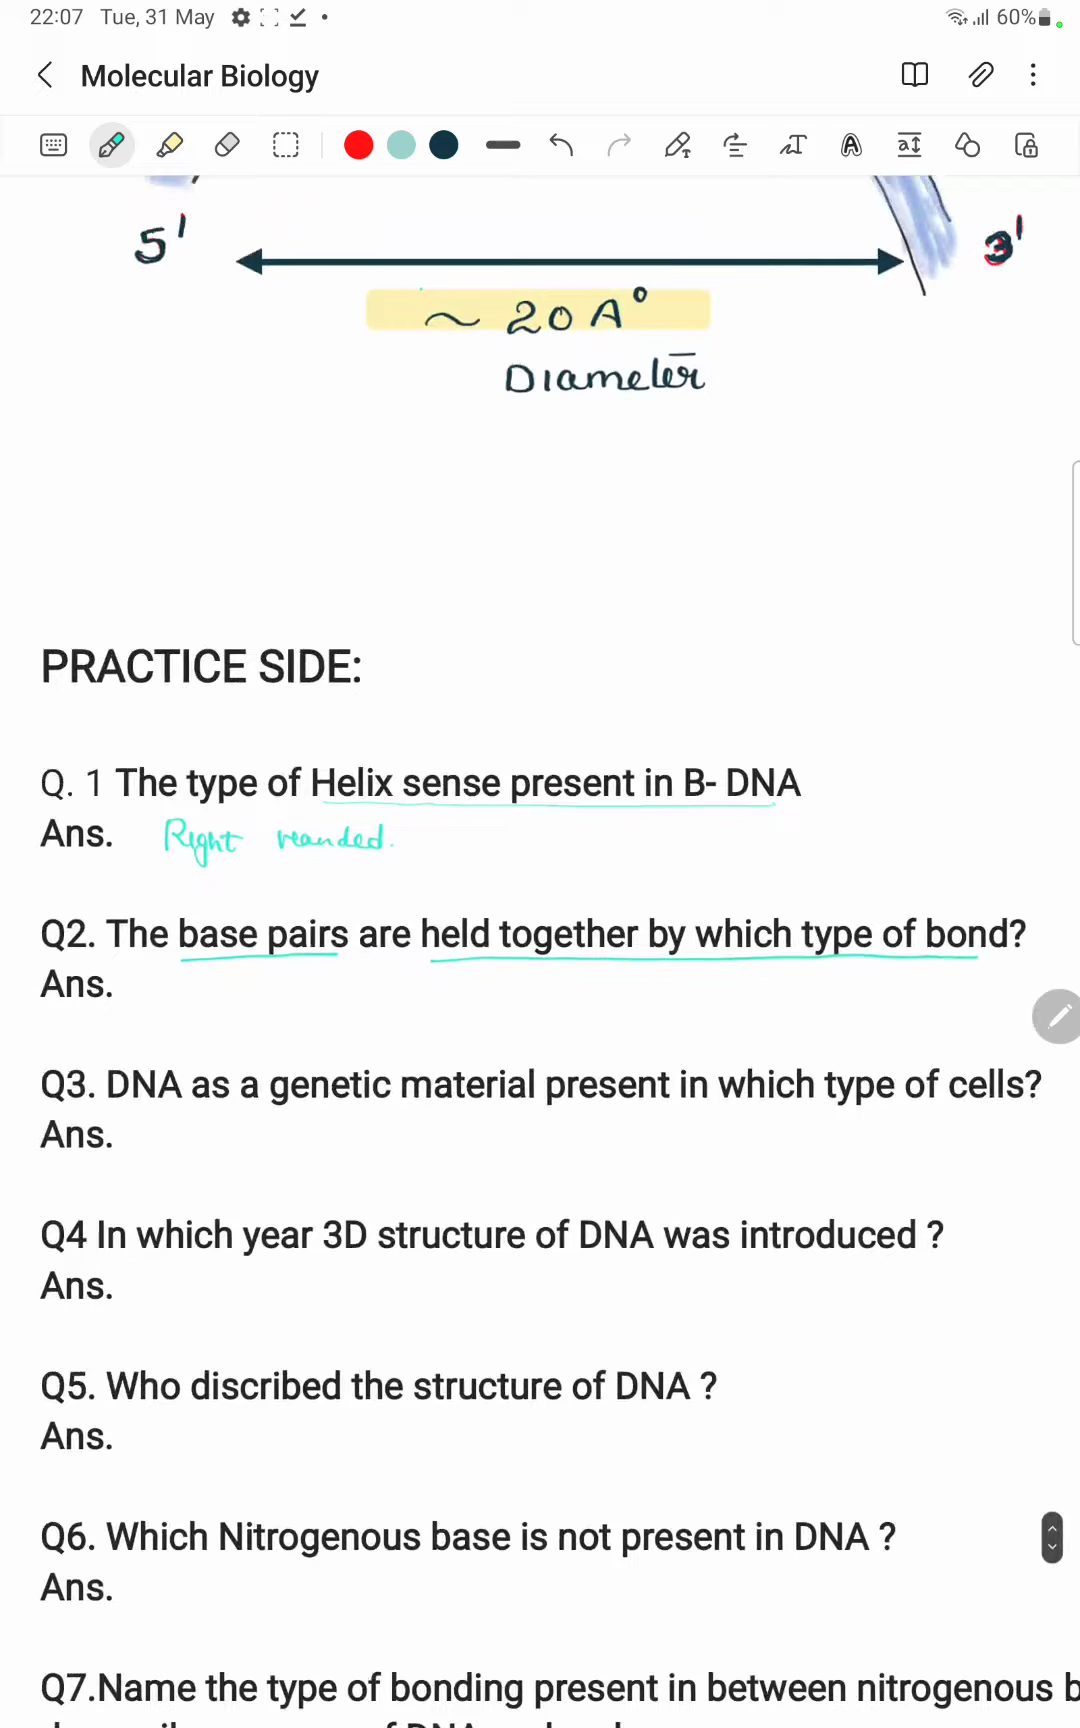 22:07 Tue, 31 May
60%
Molecular Biology
5'
3'
~ 20 A°
Diameter
PRACTICE SIDE:
Q. 1 The type of Helix sense present in B- DNA
Ans. Right handed.
Q2. The base pairs are held together by which type of bond?
Ans.
Q3. DNA as a genetic material present in which type of cells?
Ans.
Q4 In which year 3D structure of DNA was introduced ?
Ans.
Q5. Who discribed the structure of DNA ?
Ans.
Q6. Which Nitrogenous base is not present in DNA ?
Ans.
Q7.Name the type of bonding present in between nitrogenous b